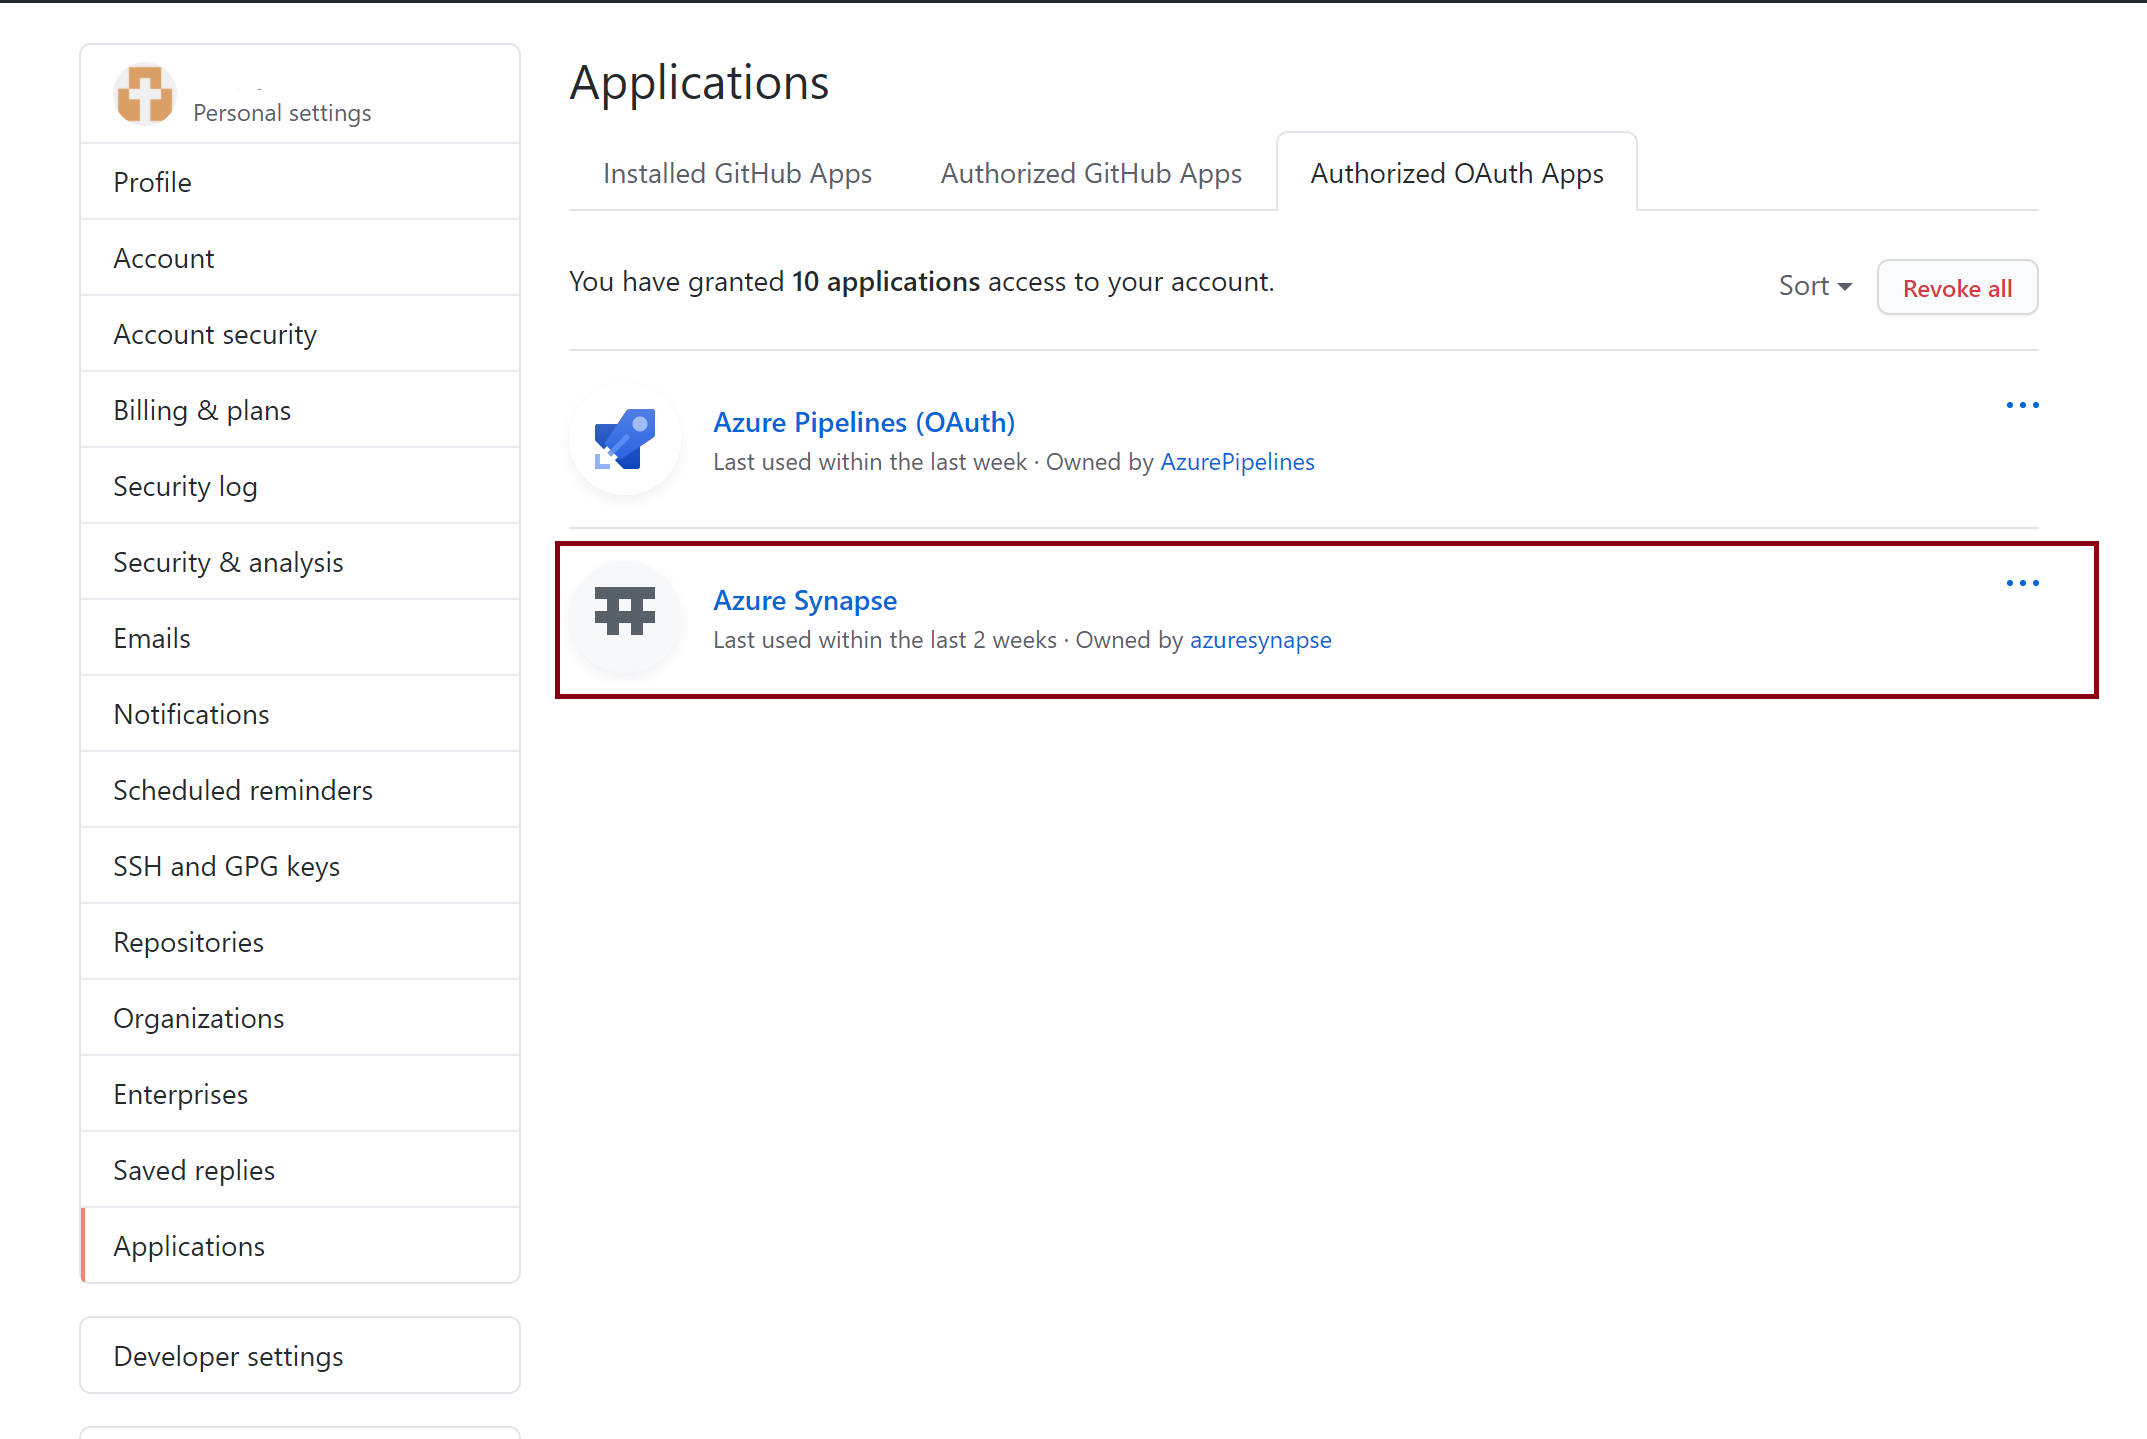 Personal settings
Profile
Account
Account security
Billing & plans
Security log
Security & analysis
Emails
Notifications
Scheduled reminders
SSH and GPG keys
Repositories
Organizations
Enterprises
Saved replies
Applications
Developer settings
Applications
Installed GitHub Apps
Authorized GitHub Apps
Authorized OAuth Apps
You have granted 10 applications access to your account.
Sort
Revoke all
Azure Pipelines (OAuth)
Last used within the last week · Owned by AzurePipelines
Azure Synapse
Last used within the last 2 weeks · Owned by azuresynapse